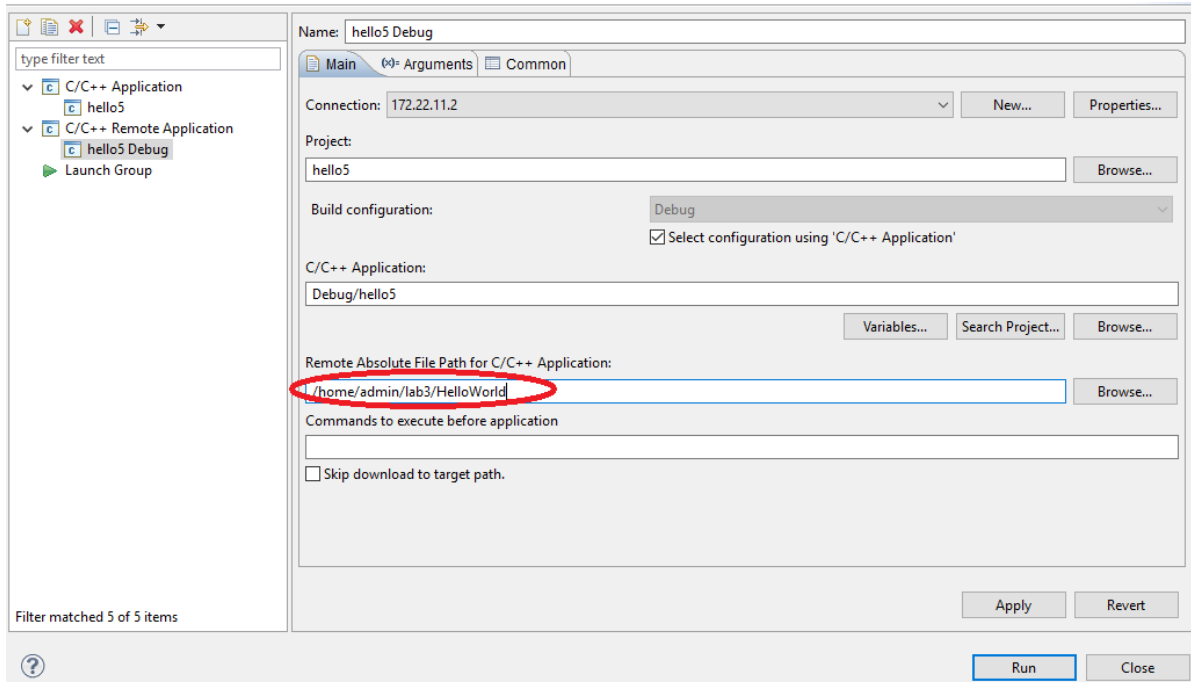 Name: hello5 Debug
type filter text
Main (x)= Arguments Common
C/C++ Application
hello5
Connection: 172.22.11.2 New... Properties...
C/C++ Remote Application
hello5 Debug
Project:
Launch Group
hello5 Browse...
Build configuration: Debug
Select configuration using 'C/C++ Application'
C/C++ Application:
Debug/hello5
Variables... Search Project... Browse...
Remote Absolute File Path for C/C++ Application:
/home/admin/lab3/HelloWorld Browse...
Commands to execute before application
Skip download to target path.
Apply Revert
Filter matched 5 of 5 items
? Run Close